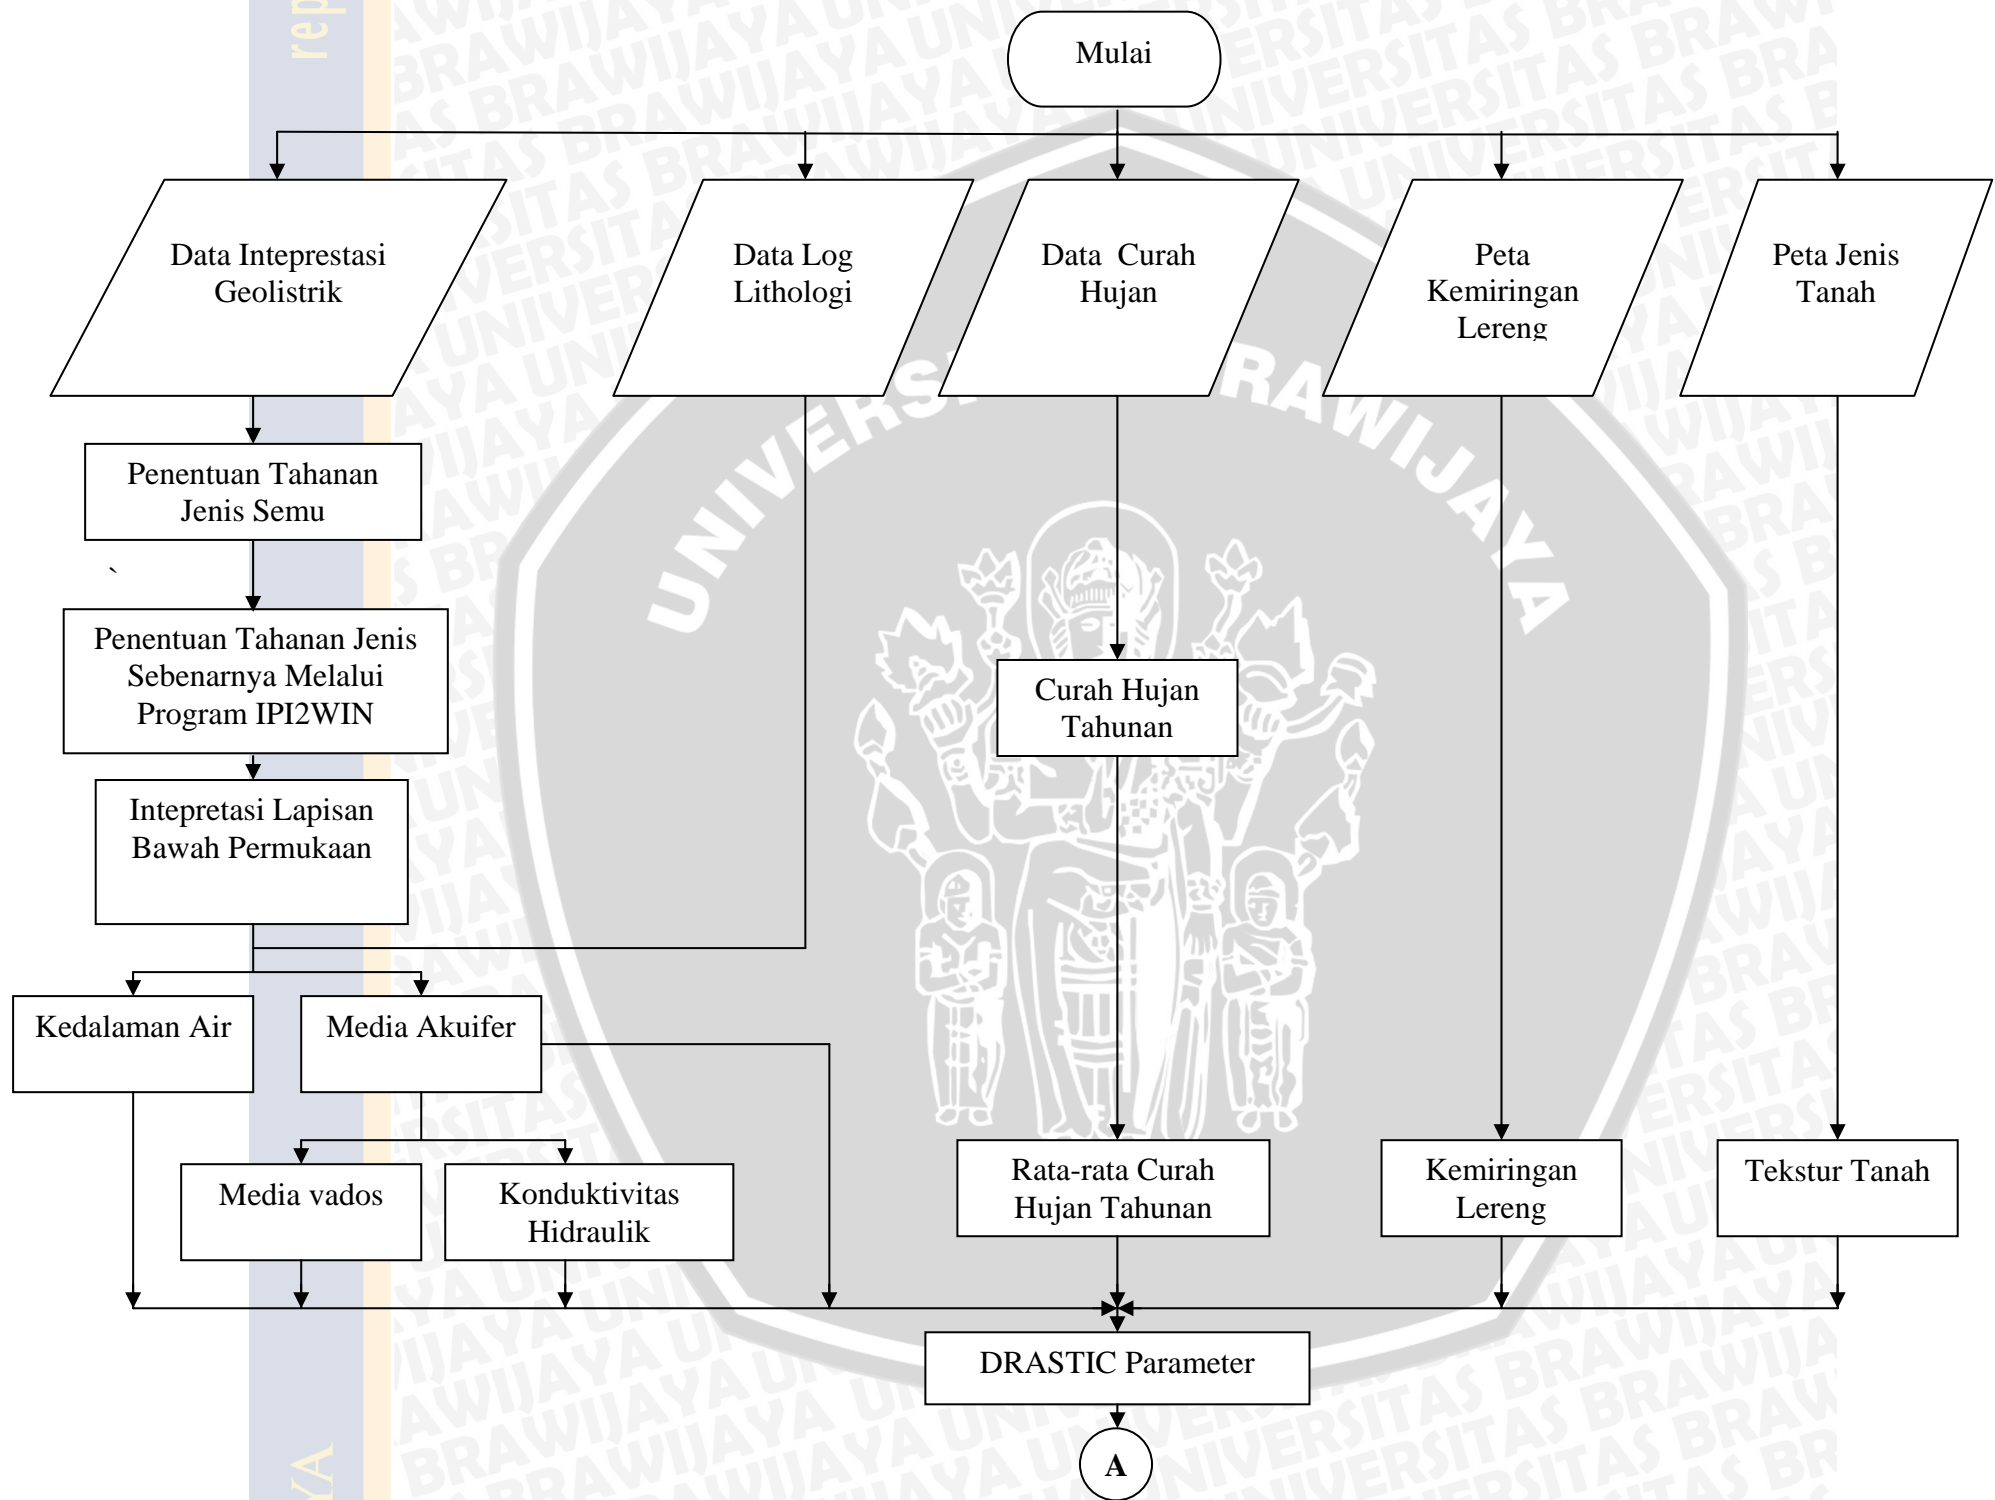 Mulai
Data Inteprestasi
Geolistrik
Data Log
Lithologi
Data Curah
Hujan
Peta
Kemiringan
Lereng
Peta Jenis
Tanah
Penentuan Tahanan
Jenis Semu
`
Penentuan Tahanan Jenis
Sebenarnya Melalui
Program IPI2WIN
Curah Hujan
Tahunan
Intepretasi Lapisan
Bawah Permukaan
Kedalaman Air
Media Akuifer
Media vados
Konduktivitas
Hidraulik
Rata-rata Curah
Hujan Tahunan
Kemiringan
Lereng
Tekstur Tanah
DRASTIC Parameter
A